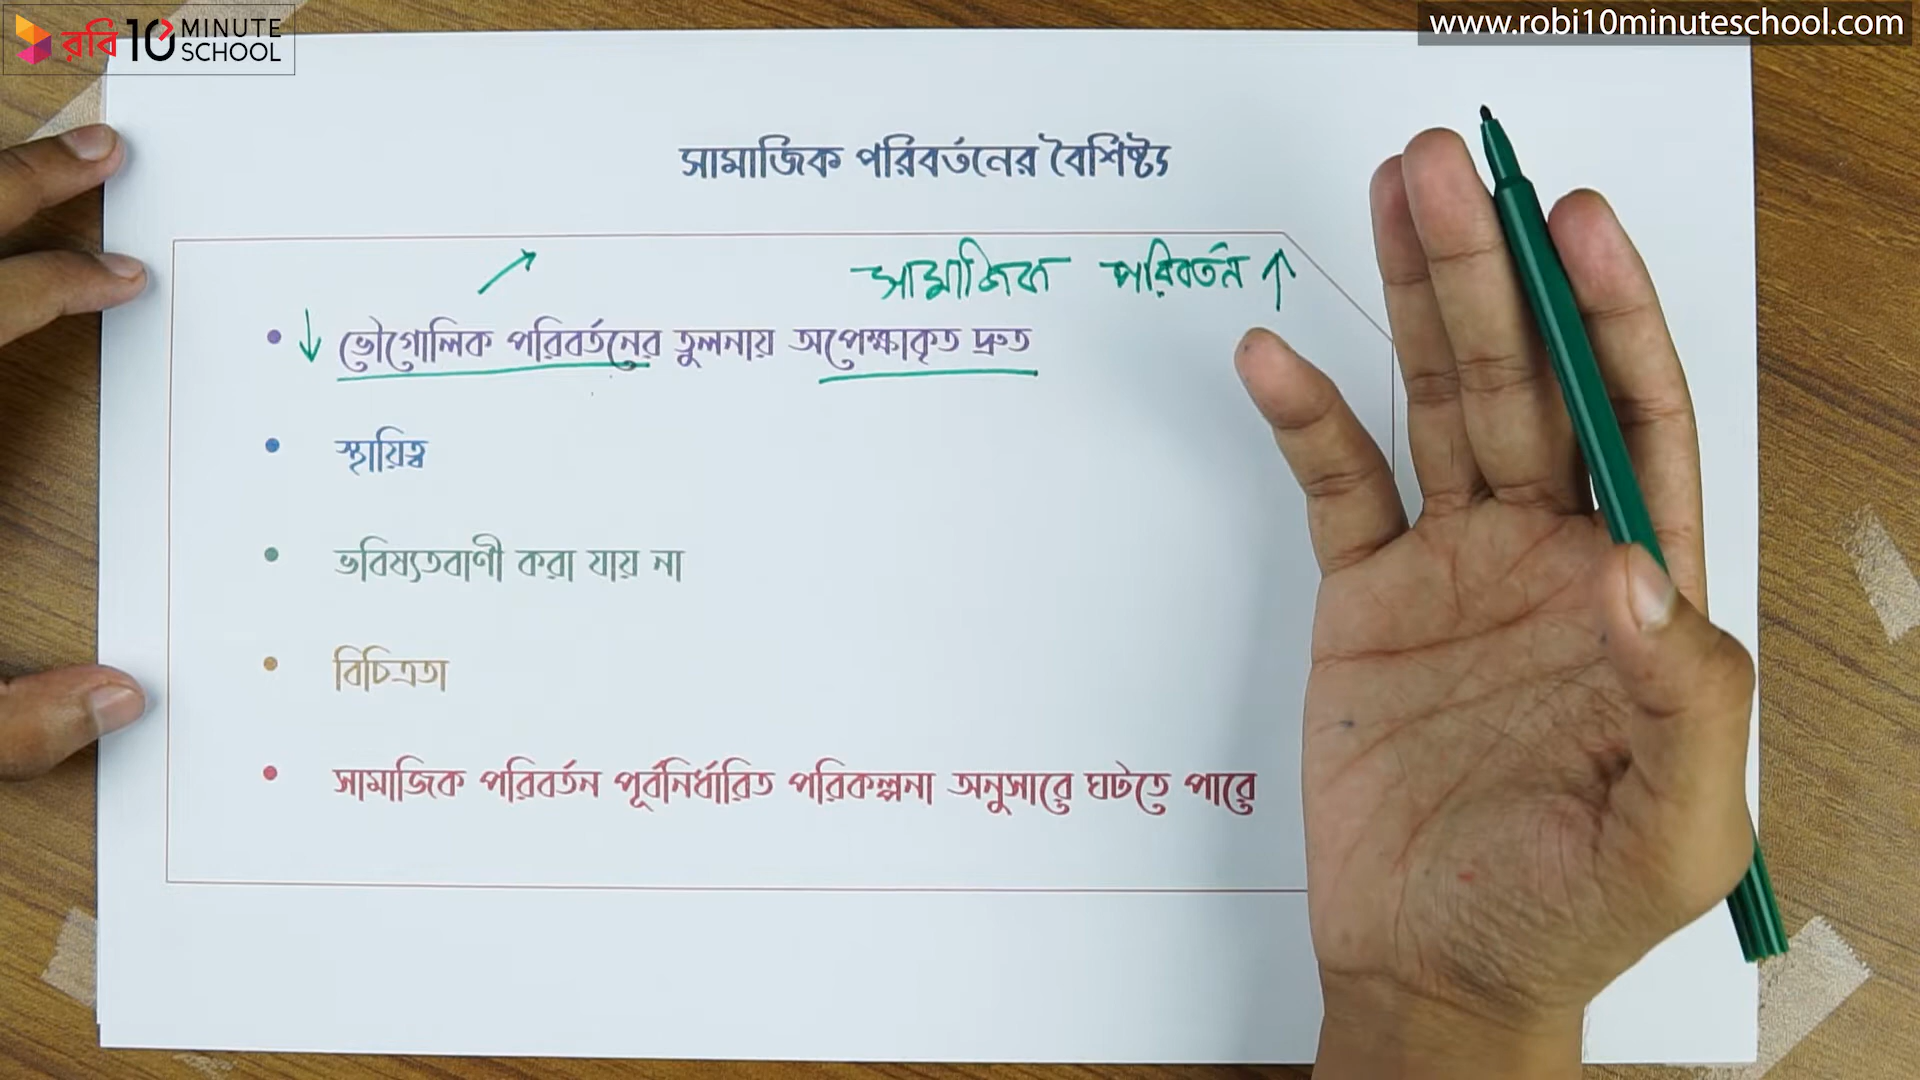 রবি 10 MINUTE SCHOOL
www.robi10minuteschool.com
সামাজিক পরিবর্তনের বৈশিষ্ট্য
সামাজিক পরিবর্তন ↑
• ↓ ভৌগোলিক পরিবর্তনের তুলনায় অপেক্ষাকৃত দ্রুত
• স্থায়িত্ব
• ভবিষ্যতবাণী করা যায় না
• বিচিত্রতা
• সামাজিক পরিবর্তন পূর্বনির্ধারিত পরিকল্পনা অনুসারে ঘটতে পারে